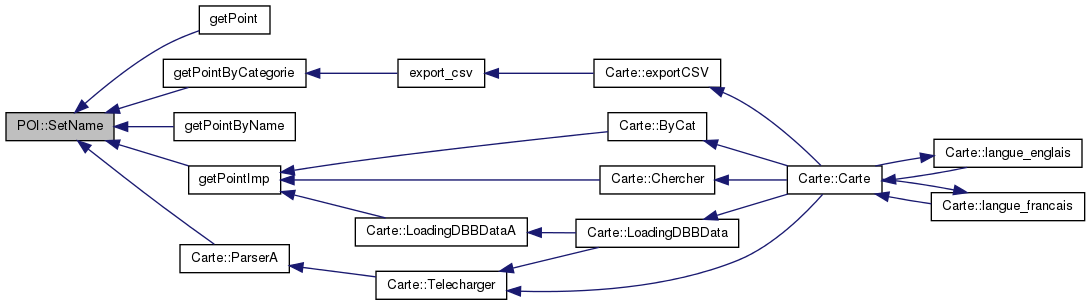 getPoint
getPointByCategorie
export_csv
Carte::exportCSV
POI::SetName
getPointByName
Carte::ByCat
Carte::langue_englais
getPointImp
Carte::Chercher
Carte::Carte
Carte::langue_francais
Carte::LoadingDBBDataA
Carte::LoadingDBBData
Carte::ParserA
Carte::Telecharger